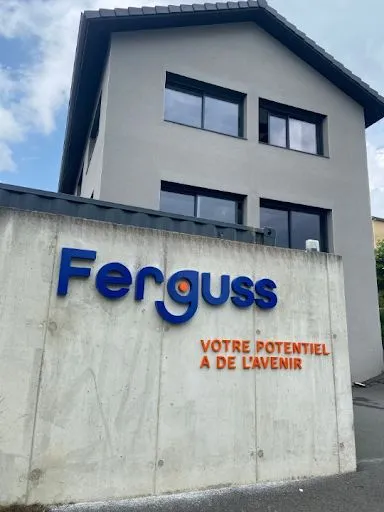 Ferguss
VOTRE POTENTIEL
A DE L'AVENIR